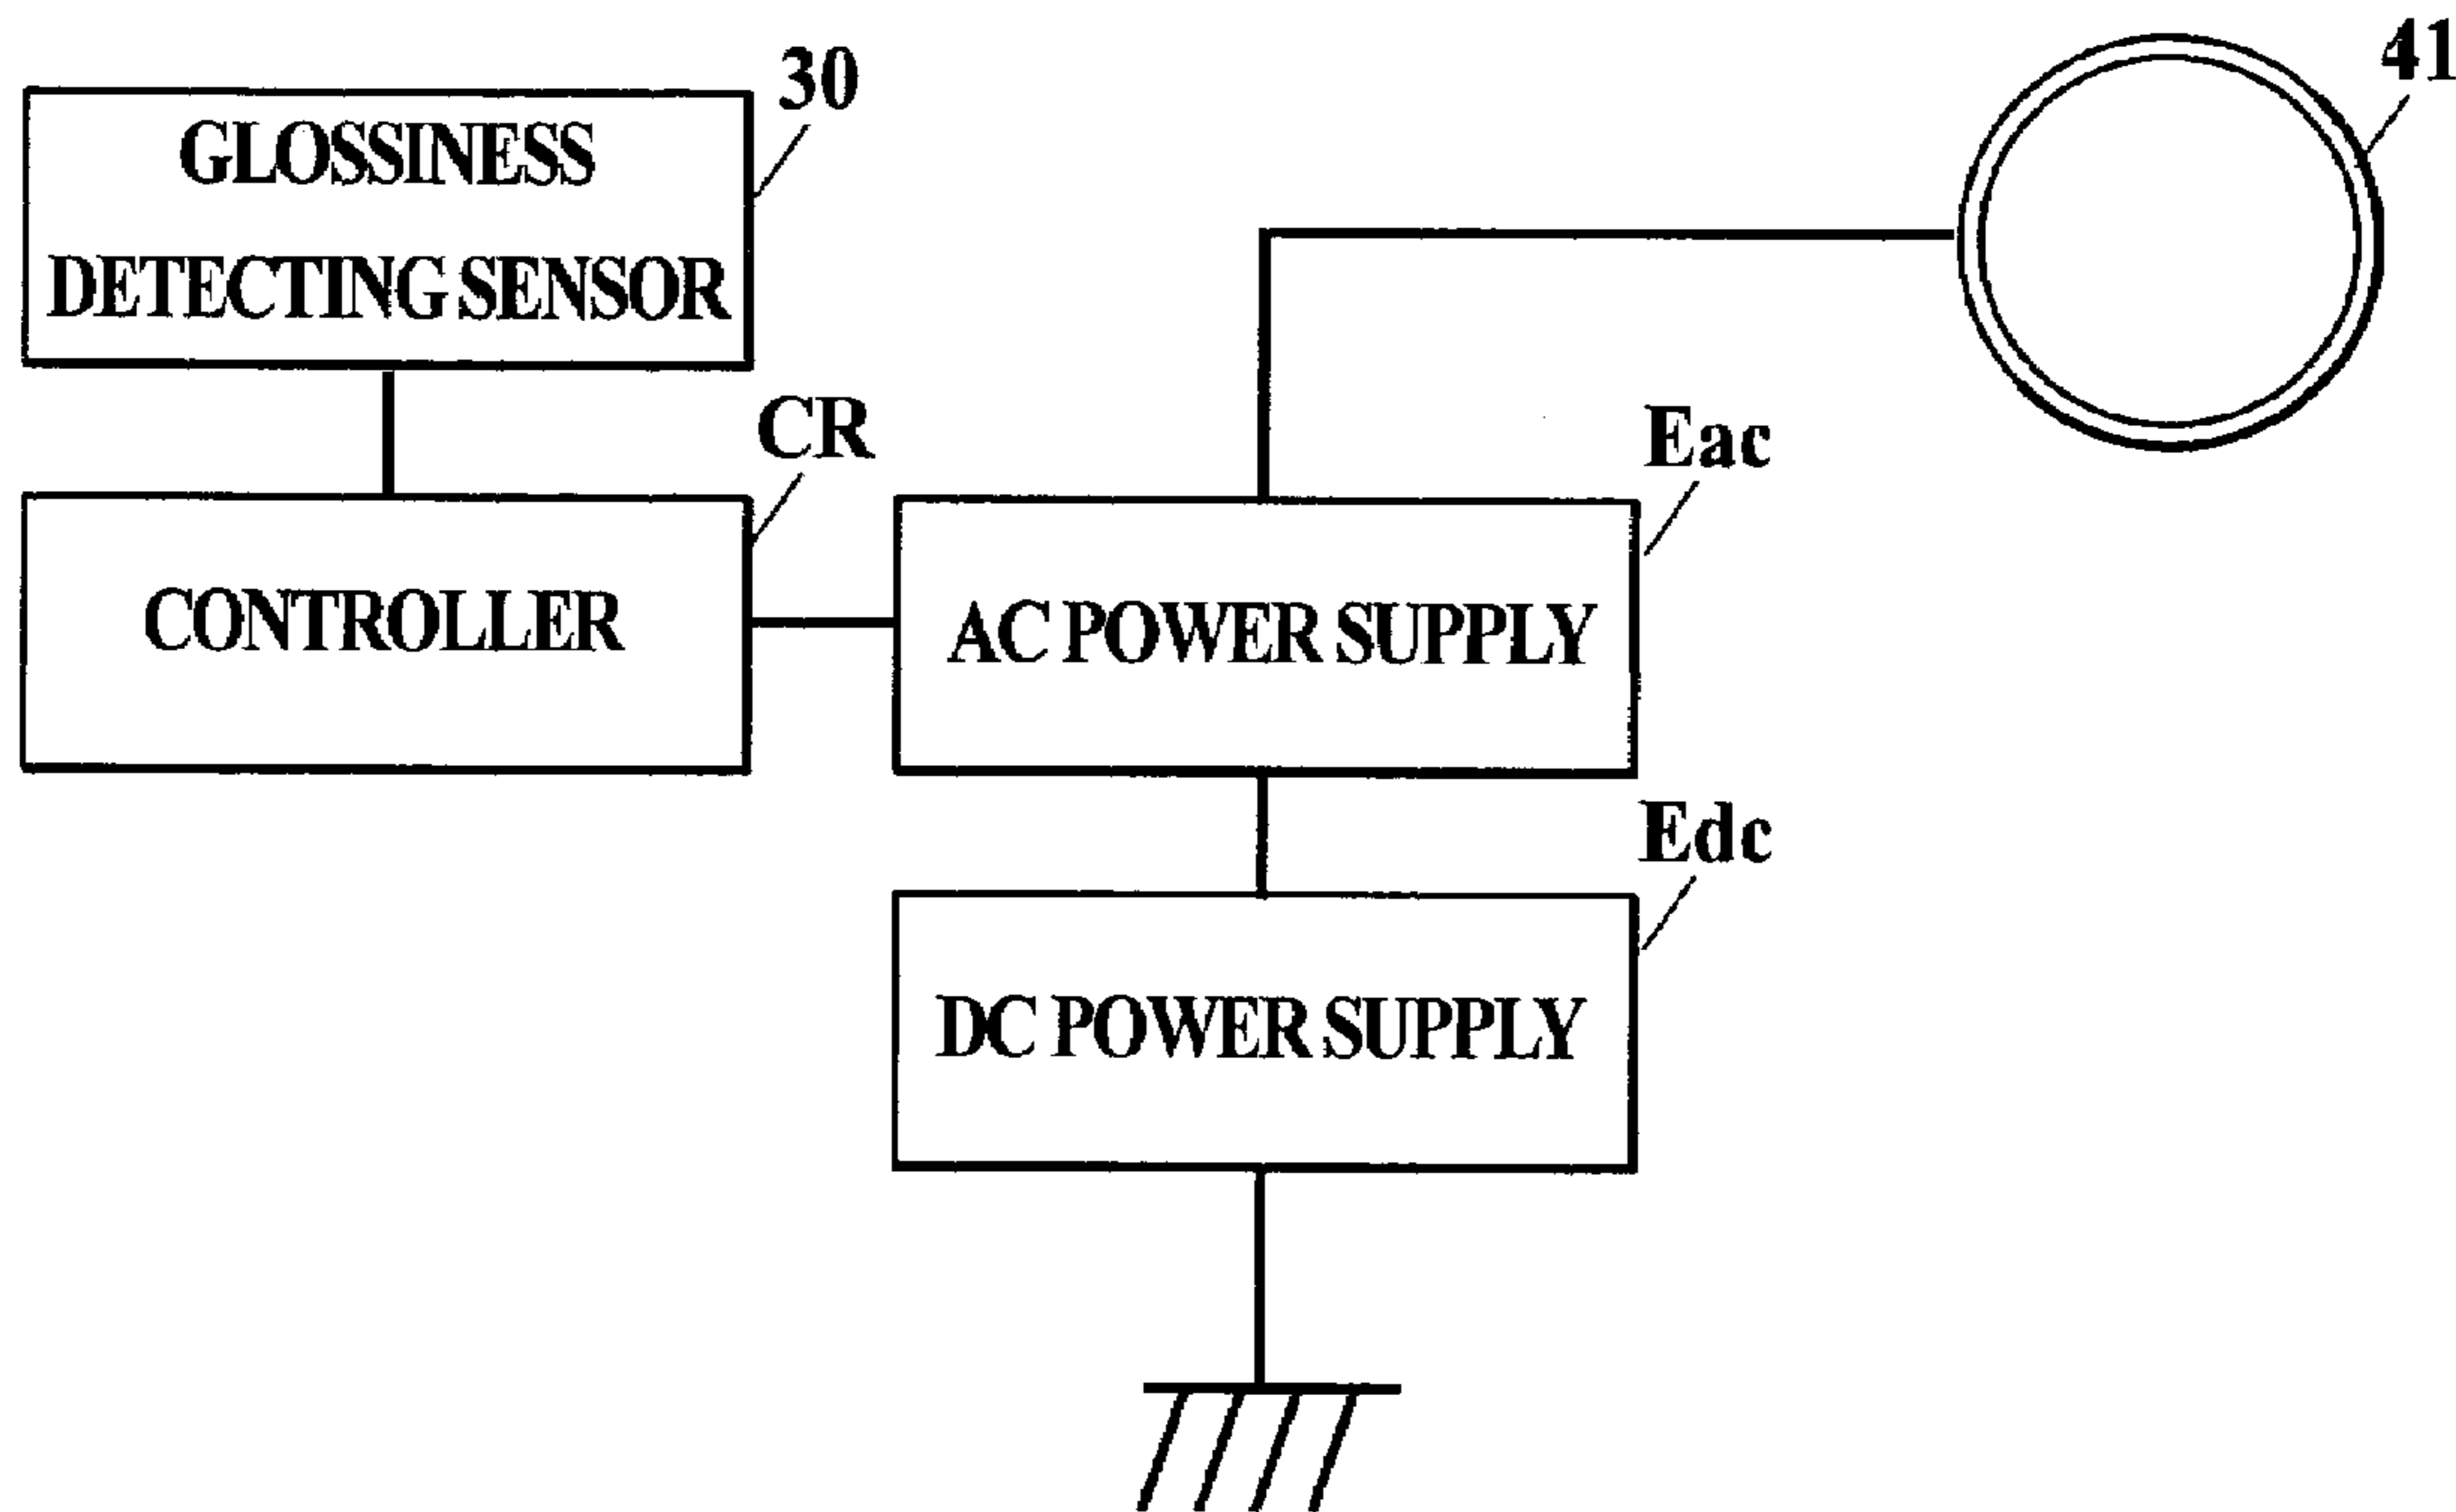 30
41
GLOSSINESS
DETECTING SENSOR
CR
Eac
CONTROLLER
AC POWER SUPPLY
Edc
DC POWER SUPPLY